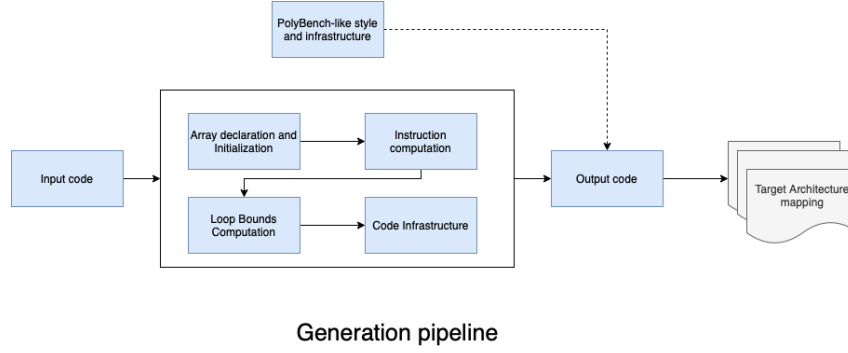 PolyBench-like style
and infrastructure
Array declaration and
Initialization
Instruction
computation
Input code
Output code
Target Architecture
mapping
Loop Bounds
Computation
Code Infrastructure
Generation pipeline